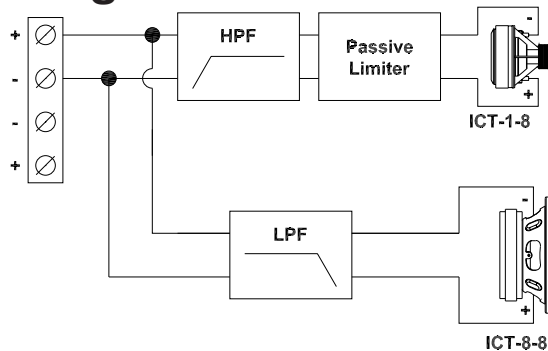 +
-
-
+
HPF
Passive
Limiter
-
+
ICT-1-8
LPF
-
+
ICT-8-8